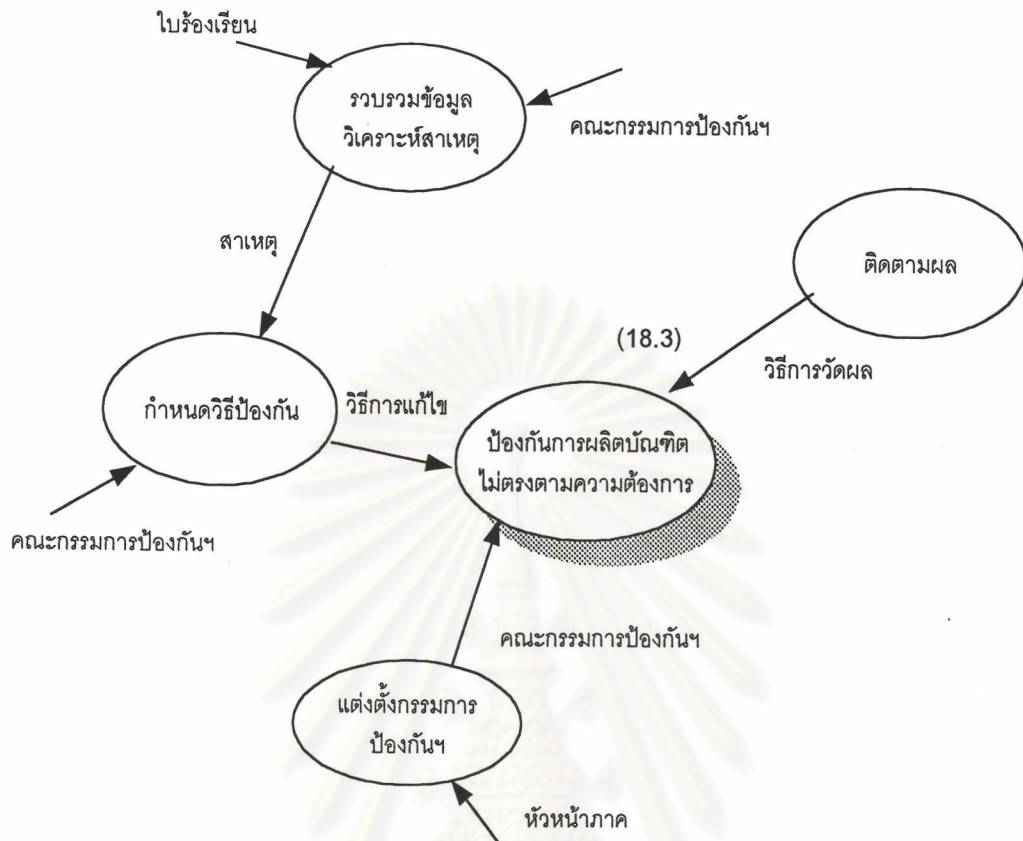 ใบร้องเรียน
รวบรวมข้อมูล
วิเคราะห์สาเหตุ
คณะกรรมการป้องกันฯ
สาเหตุ
ติดตามผล
(18.3)
วิธีการวัดผล
กำหนดวิธีป้องกัน
วิธีการแก้ไข
ป้องกันการผลิตบัณฑิต
ไม่ตรงตามความต้องการ
คณะกรรมการป้องกันฯ
คณะกรรมการป้องกันฯ
แต่งตั้งกรรมการ
ป้องกันฯ
หัวหน้าภาค